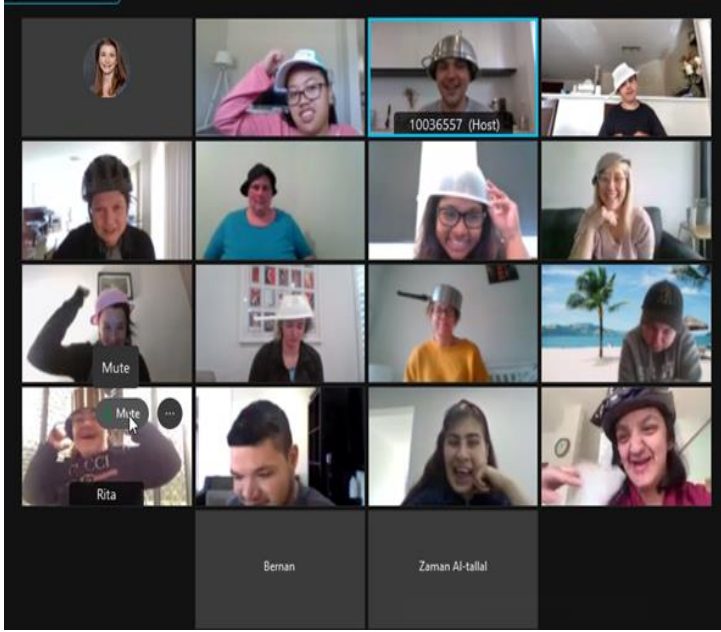 10036557 (Host)
Mute
Mute
Rita
Bernan
Zaman Al-tallal